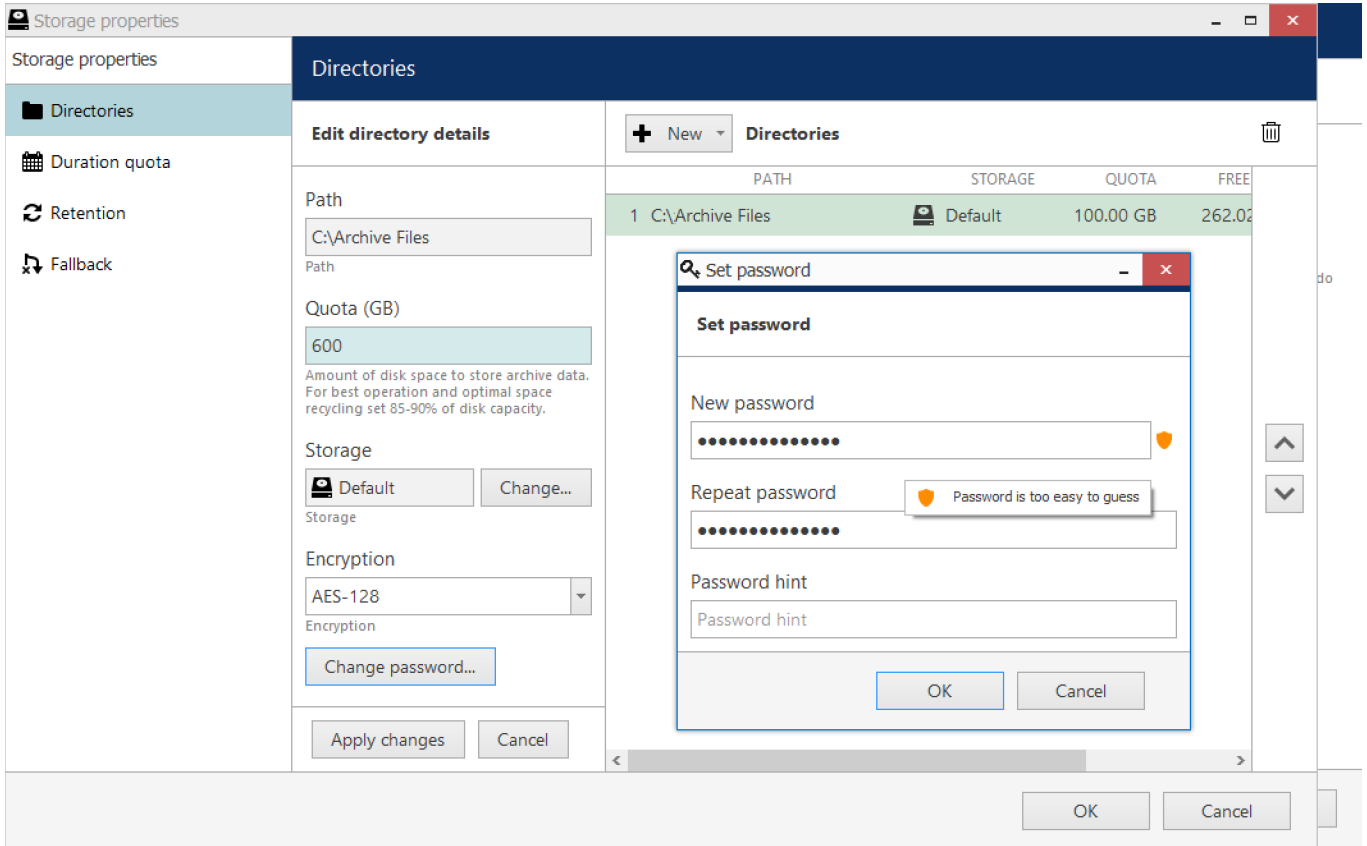 Storage properties
Storage properties
Directories
Duration quota
Retention
Fallback
Directories
Edit directory details
Path
C:\Archive Files
Path
Quota (GB)
600
Amount of disk space to store archive data.
For best operation and optimal space
recycling set 85-90% of disk capacity.
Storage
Default
Change...
Storage
Encryption
AES-128
Encryption
Change password...
Apply changes
Cancel
New
Directories
PATH STORAGE QUOTA FREE
1 C:\Archive Files Default 100.00 GB 262.02
Set password
Set password
New password
••••••••••••••
Repeat password
Password is too easy to guess
••••••••••••••
Password hint
Password hint
OK
Cancel
OK
Cancel
do